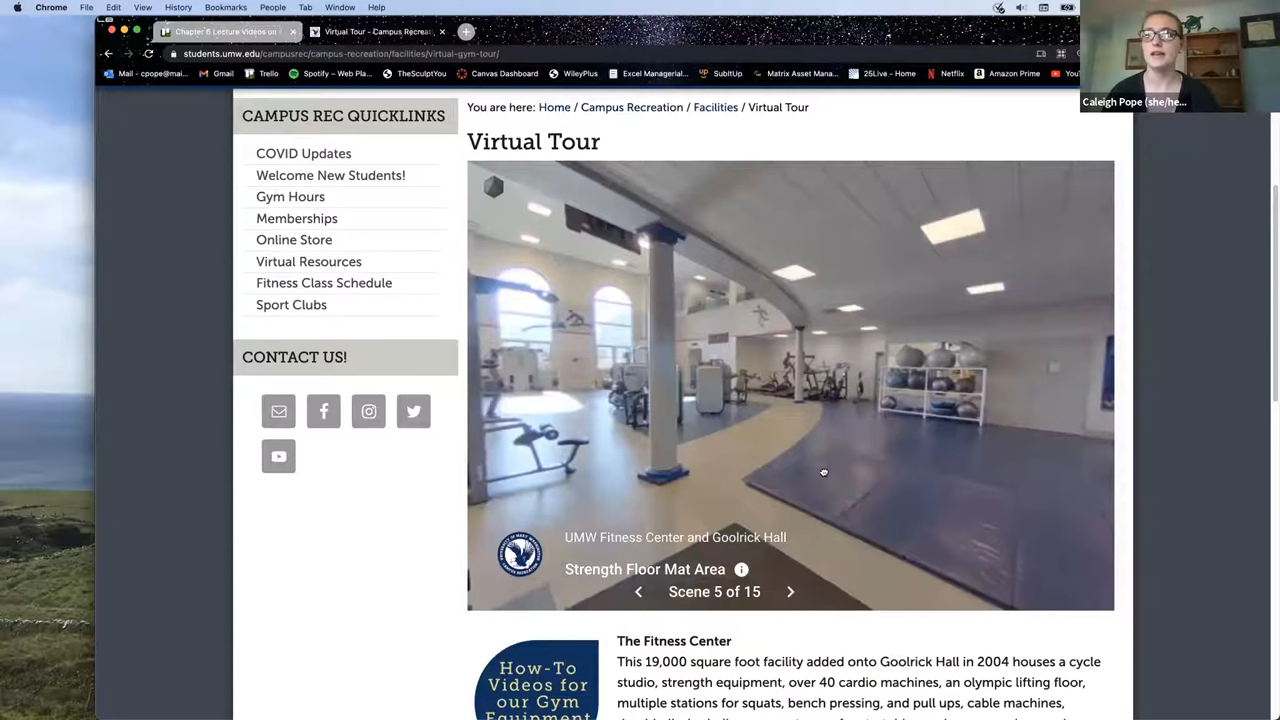 Chrome File Edit View History Bookmarks People Tab Window Help
Chapter 6 Lecture Videos on
Virtual Tour - Campus Recreat
students.umw.edu/campusrec/campus-recreation/facilities/virtual-gym-tour/
Mail - cpope@mai... Gmail Trello Spotify – Web Pla... TheSculptYou Canvas Dashboard WileyPlus Excel Managerial... SubItUp Matrix Asset Mana... 25Live - Home Netflix Amazon Prime
Caleigh Pope (she/he...
You are here: Home / Campus Recreation / Facilities / Virtual Tour
CAMPUS REC QUICKLINKS
COVID Updates
Welcome New Students!
Gym Hours
Memberships
Online Store
Virtual Resources
Fitness Class Schedule
Sport Clubs
CONTACT US!
Virtual Tour
UMW Fitness Center and Goolrick Hall
Strength Floor Mat Area
Scene 5 of 15
How-To
Videos for
our Gym
Equipment
The Fitness Center
This 19,000 square foot facility added onto Goolrick Hall in 2004 houses a cycle
studio, strength equipment, over 40 cardio machines, an olympic lifting floor,
multiple stations for squats, bench pressing, and pull ups, cable machines,